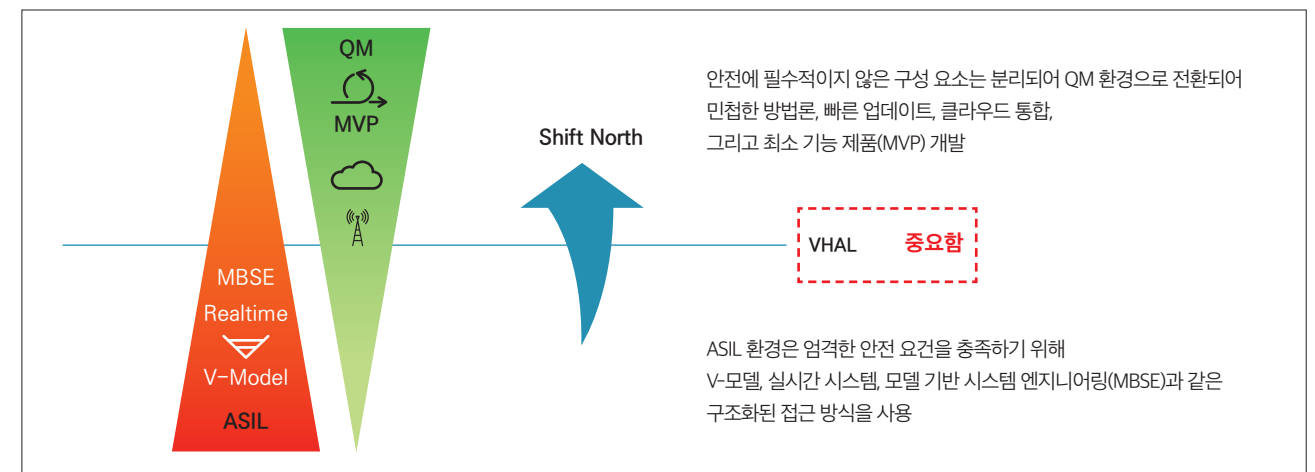 QM
MVP
MBSE
Realtime
V-Model
ASIL
Shift North
안전에 필수적이지 않은 구성 요소는 분리되어 QM 환경으로 전환되어
민첩한 방법론, 빠른 업데이트, 클라우드 통합,
그리고 최소 기능 제품(MVP) 개발
VHAL 중요함
ASIL 환경은 엄격한 안전 요건을 충족하기 위해
V-모델, 실시간 시스템, 모델 기반 시스템 엔지니어링(MBSE)과 같은
구조화된 접근 방식을 사용